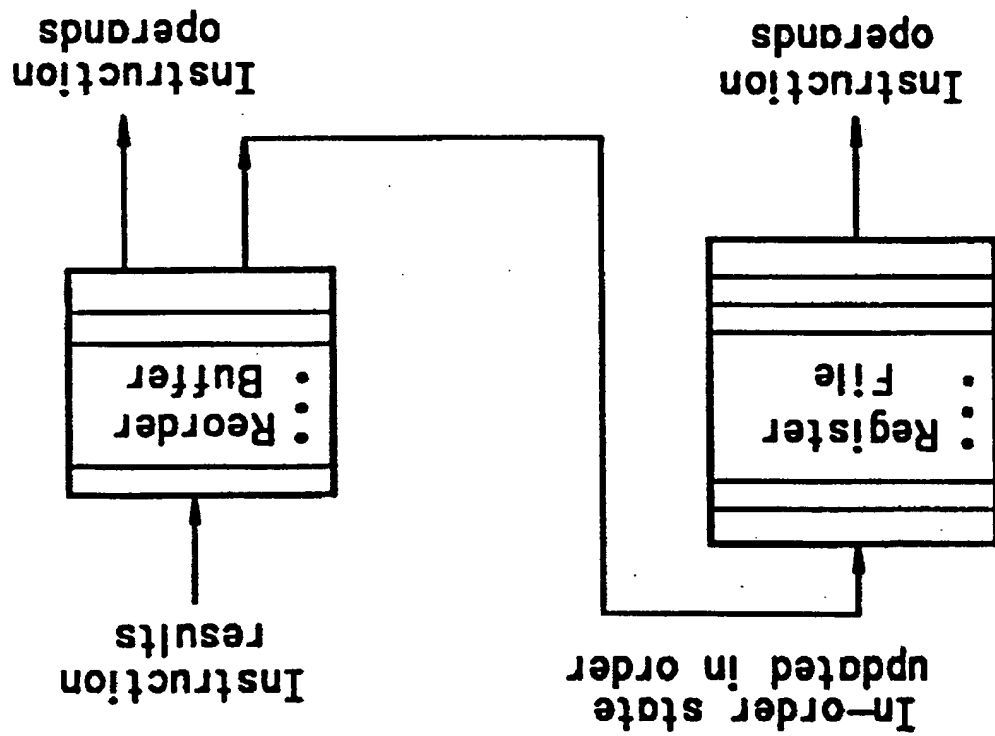 In-order state
updated in order
Instruction
results
• Register
• File
•
• Reorder
• Buffer
•
Instruction
operands
Instruction
operands